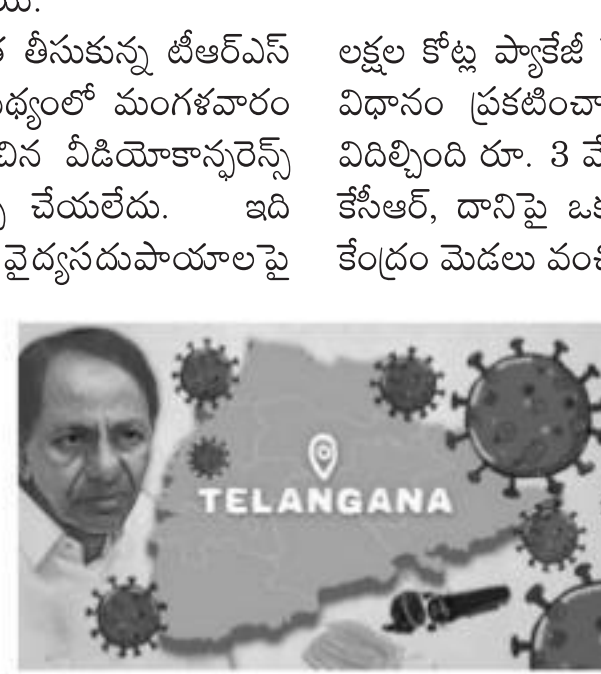 తీసుకున్న టీఆర్ఎస్
మంగళవారం
చిన వీడియోకాన్ఫరెన్స్
చేయలేదు. ఇది
వైద్యసదుపాయాలపై
లక్షల కోట్ల ప్యాకేజీ
విధానం ప్రకటించా
విదిల్చింది రూ. 3 వే
కేసీఆర్, దానిపై ఒక
కేంద్రం మెడలు
TELANGANA